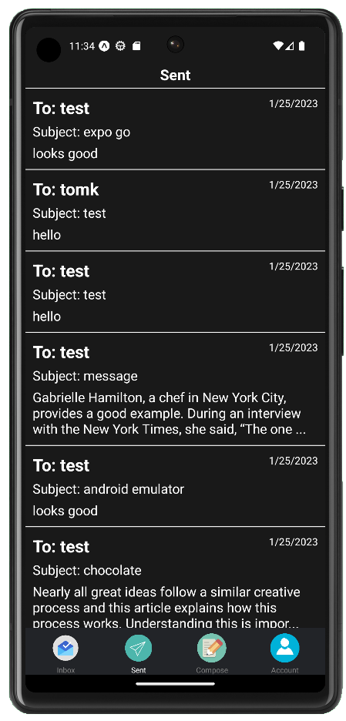 11:34
Sent
To: test
1/25/2023
Subject: expo go
looks good
To: tomk
1/25/2023
Subject: test
hello
To: test
1/25/2023
Subject: test
hello
To: test
1/25/2023
Subject: message
Gabrielle Hamilton, a chef in New York City,
provides a good example. During an interview
with the New York Times, she said, “The one ...
To: test
1/25/2023
Subject: android emulator
looks good
To: test
1/25/2023
Subject: chocolate
Nearly all great ideas follow a similar creative
process and this article explains how this
process works. Understanding this is impor...
Inbox
Sent
Compose
Account